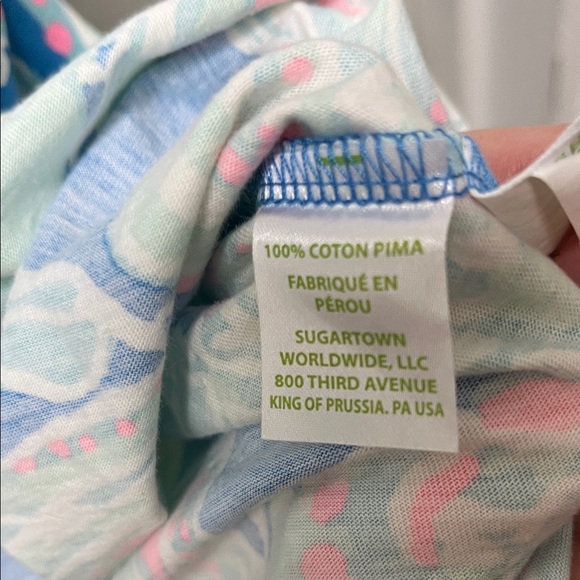 100% COTON PIMA
FABRIQUÉ EN
PÉROU
SUGARTOWN
WORLDWIDE, LLC
800 THIRD AVENUE
KING OF PRUSSIA. PA USA